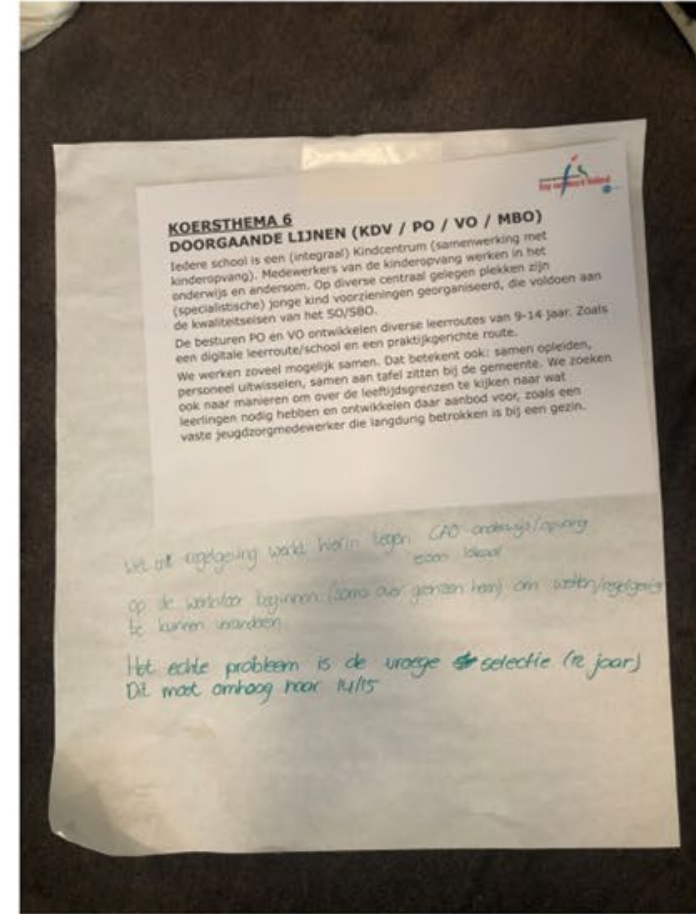 Kop van Noord Holland
KOERSTHEMA 6
DOORGAANDE LIJNEN (KDV / PO / VO / MBO)
Iedere school is een (integraal) Kindcentrum (samenwerking met
kinderopvang). Medewerkers van de kinderopvang werken in het
onderwijs en andersom. Op diverse centraal gelegen plekken zijn
(specialistische) jonge kind voorzieningen georganiseerd, die voldoen aan
de kwaliteitseisen van het SO/SBO.
De besturen PO en VO ontwikkelen diverse leerroutes van 9-14 jaar. Zoals
een digitale leerroute/school en een praktijkgerichte route.
We werken zoveel mogelijk samen. Dat betekent ook: samen opleiden,
personeel uitwisselen, samen aan tafel zitten bij de gemeente. We zoeken
ook naar manieren om over de leeftijdsgrenzen te kijken naar wat
leerlingen nodig hebben en ontwikkelen daar aanbod voor, zoals een
vaste jeugdzorgmedewerker die langdung betrokken is bij een gezin.
Wet regelgeving werkt hierin tegen. CAO onderwijs/opvang
lokaal
op de werkvloer beginnen (soms over grenzen heen) om wetten/regelgeving
te kunnen veranderen
Het echte probleem is de vroege selectie (12 jaar)
Dit moet omhoog naar 14/15